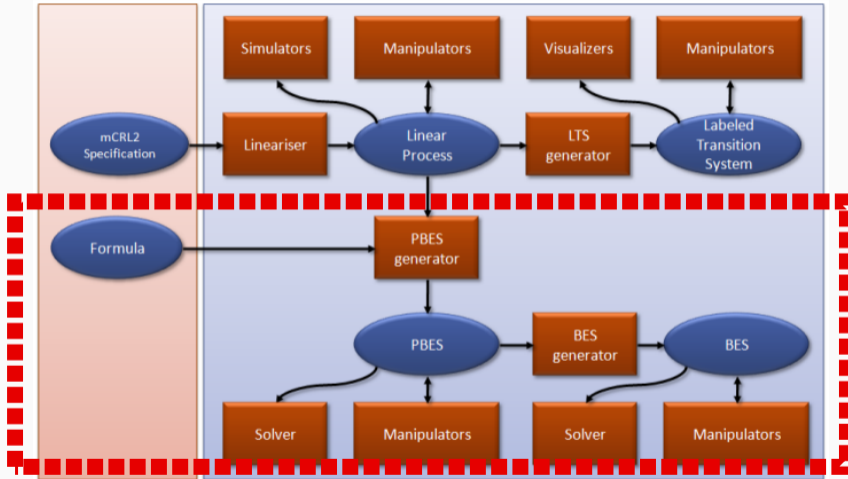 Simulators
Manipulators
Visualizers
Manipulators
mCRL2
Specification
Lineariser
Linear
Process
LTS
generator
Labeled
Transition
System
Formula
PBES
generator
PBES
BES
generator
BES
Solver
Manipulators
Solver
Manipulators